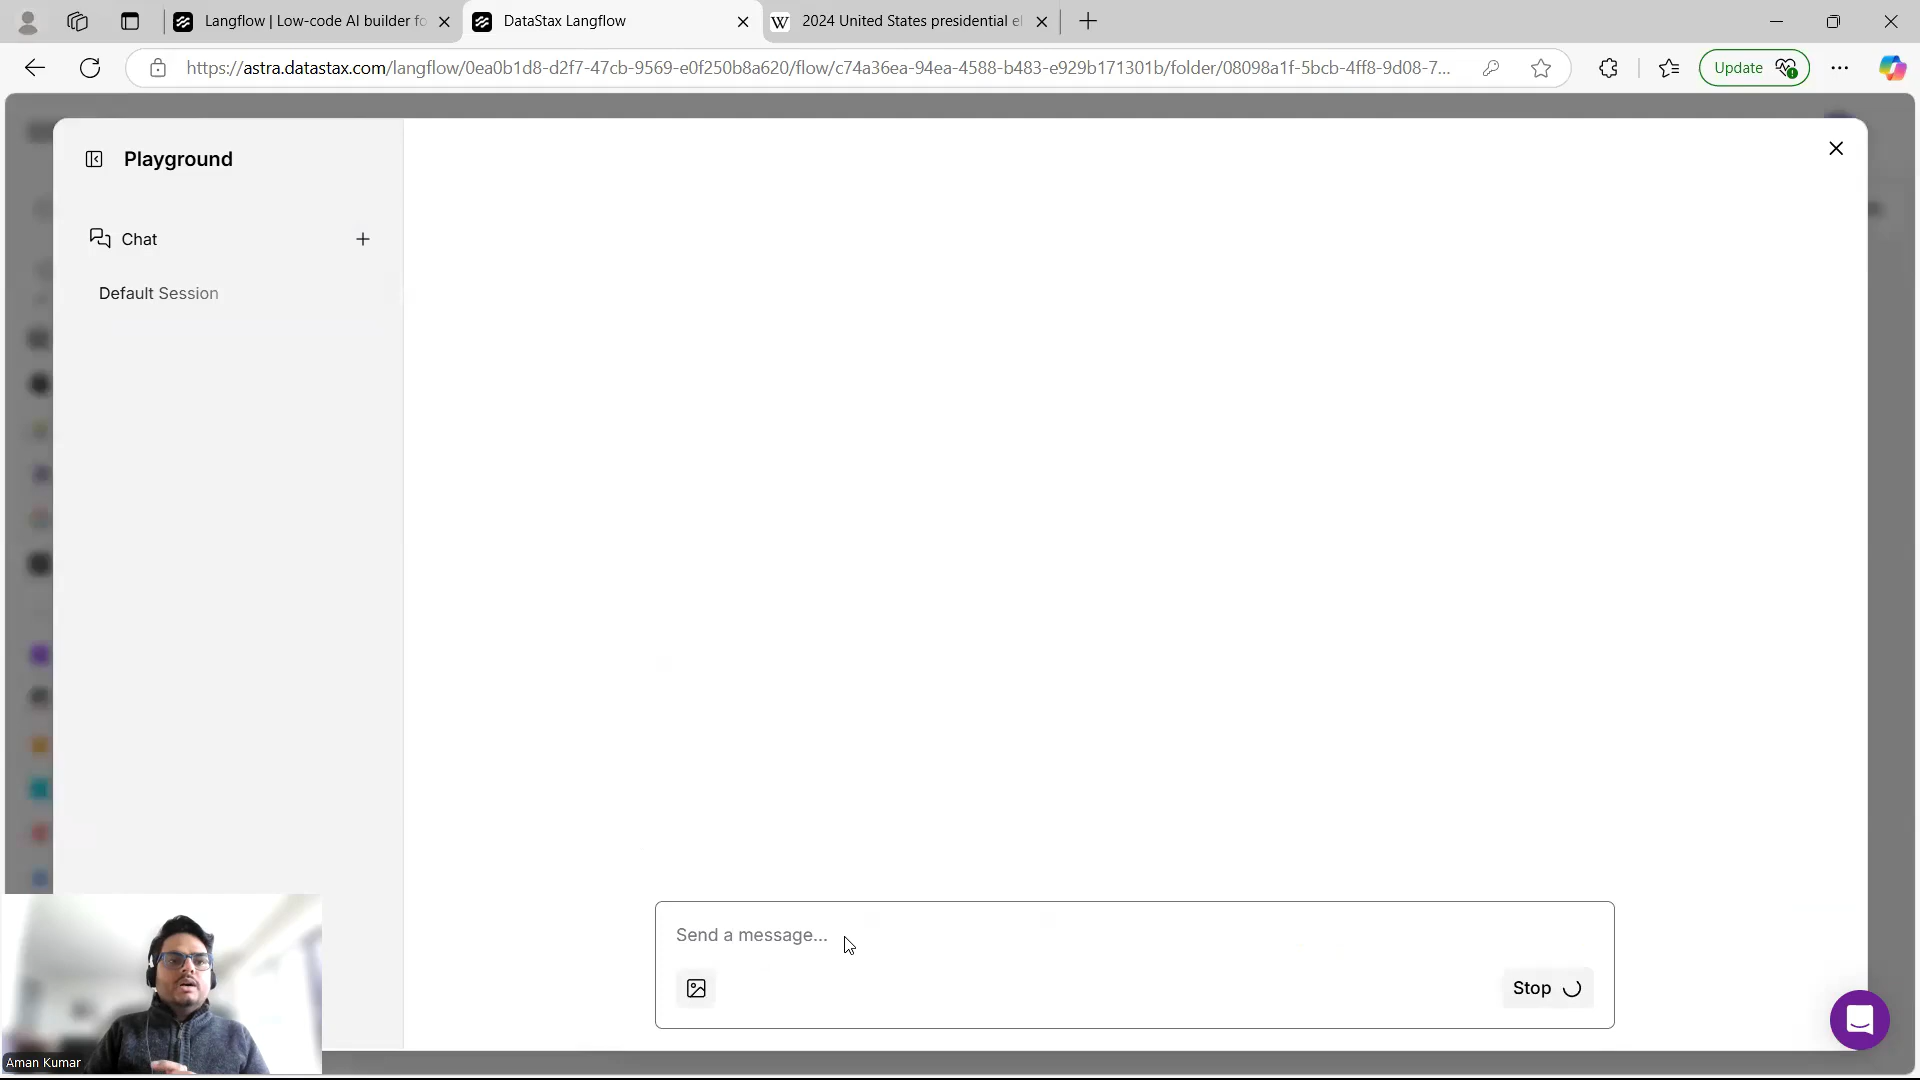 Langflow | Low-code AI builder fo
DataStax Langflow
2024 United States presidential el
https://astra.datastax.com/langflow/0ea0b1d8-d2f7-47cb-9569-e0f250b8a620/flow/c74a36ea-94ea-4588-b483-e929b171301b/folder/08098a1f-5bcb-4ff8-9d08-7...
Update
Playground
Chat
Default Session
Send a message...
Stop
Aman Kumar